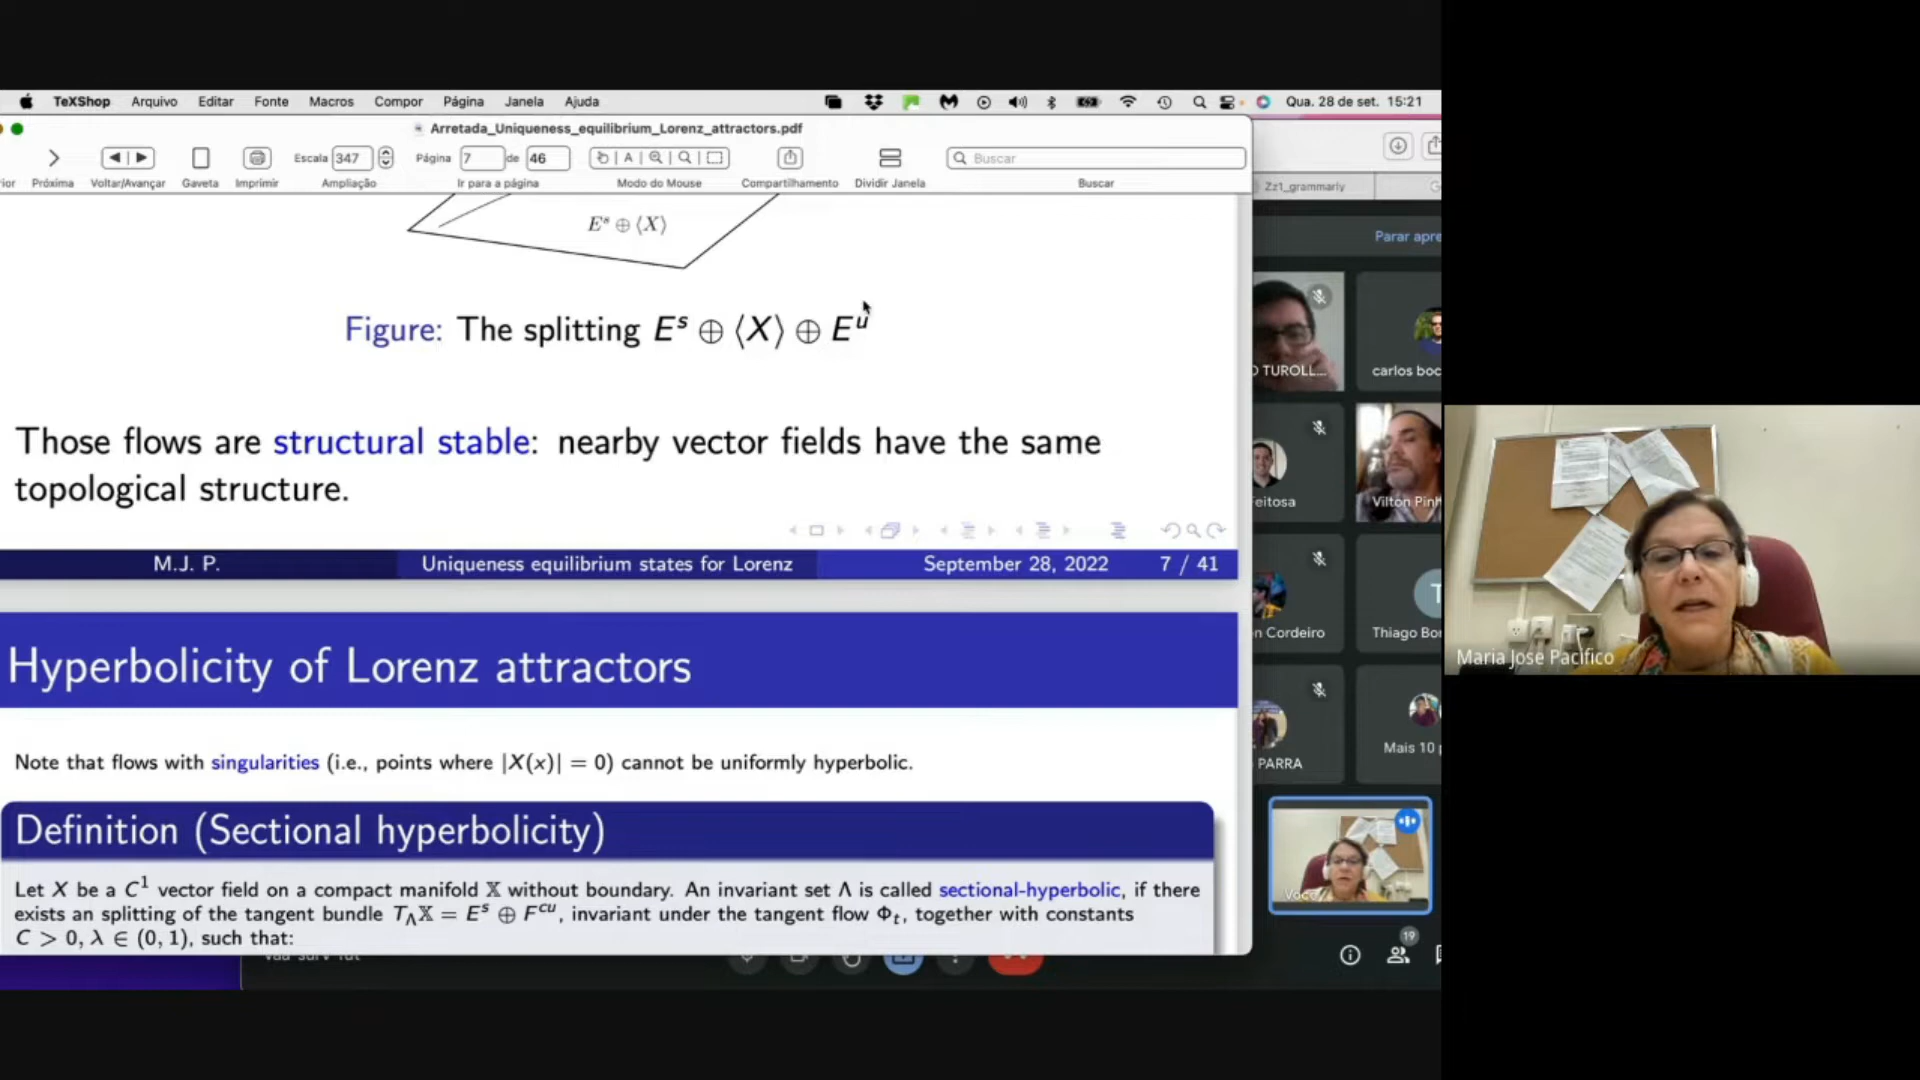 TeXShop Arquivo Editar Fonte Macros Compor Página Janela Ajuda Qua. 28 de set. 15:21
Arretada_Uniqueness_equilibrium_Lorenz_attractors.pdf
Escala 347 Página 7 de 46 Buscar
ior Próxima Voltar/Avançar Gaveta Imprimir Ampliação Ir para a página Modo do Mouse Compartilhamento Dividir Janela Buscar
Zz1_grammarly
E^s ⊕ ⟨X⟩
Parar apre
Figure: The splitting E^s ⊕ ⟨X⟩ ⊕ E^u
O TUROLL...
carlos boc
Those flows are structural stable: nearby vector fields have the same
topological structure.
Feitosa
Vilton Pinh
M.J. P. Uniqueness equilibrium states for Lorenz September 28, 2022 7 / 41
n Cordeiro
T
Thiago Bor
Hyperbolicity of Lorenz attractors
Maria Jose Pacifico
Note that flows with singularities (i.e., points where |X(x)| = 0) cannot be uniformly hyperbolic.
PARRA
Mais 10 p
Definition (Sectional hyperbolicity)
Let X be a C^1 vector field on a compact manifold 𝕏 without boundary. An invariant set Λ is called sectional-hyperbolic, if there
exists an splitting of the tangent bundle T_Λ𝕏 = E^s ⊕ F^cu, invariant under the tangent flow Φ_t, together with constants
C > 0, λ ∈ (0, 1), such that:
19